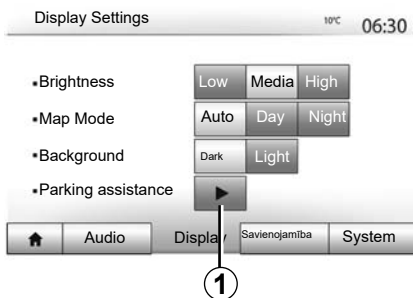 Display Settings 10°C 06:30
▪Brightness Low Media High
▪Map Mode Auto Day Night
▪Background Dark Light
▪Parking assistance
Audio Display Savienojamība System
1